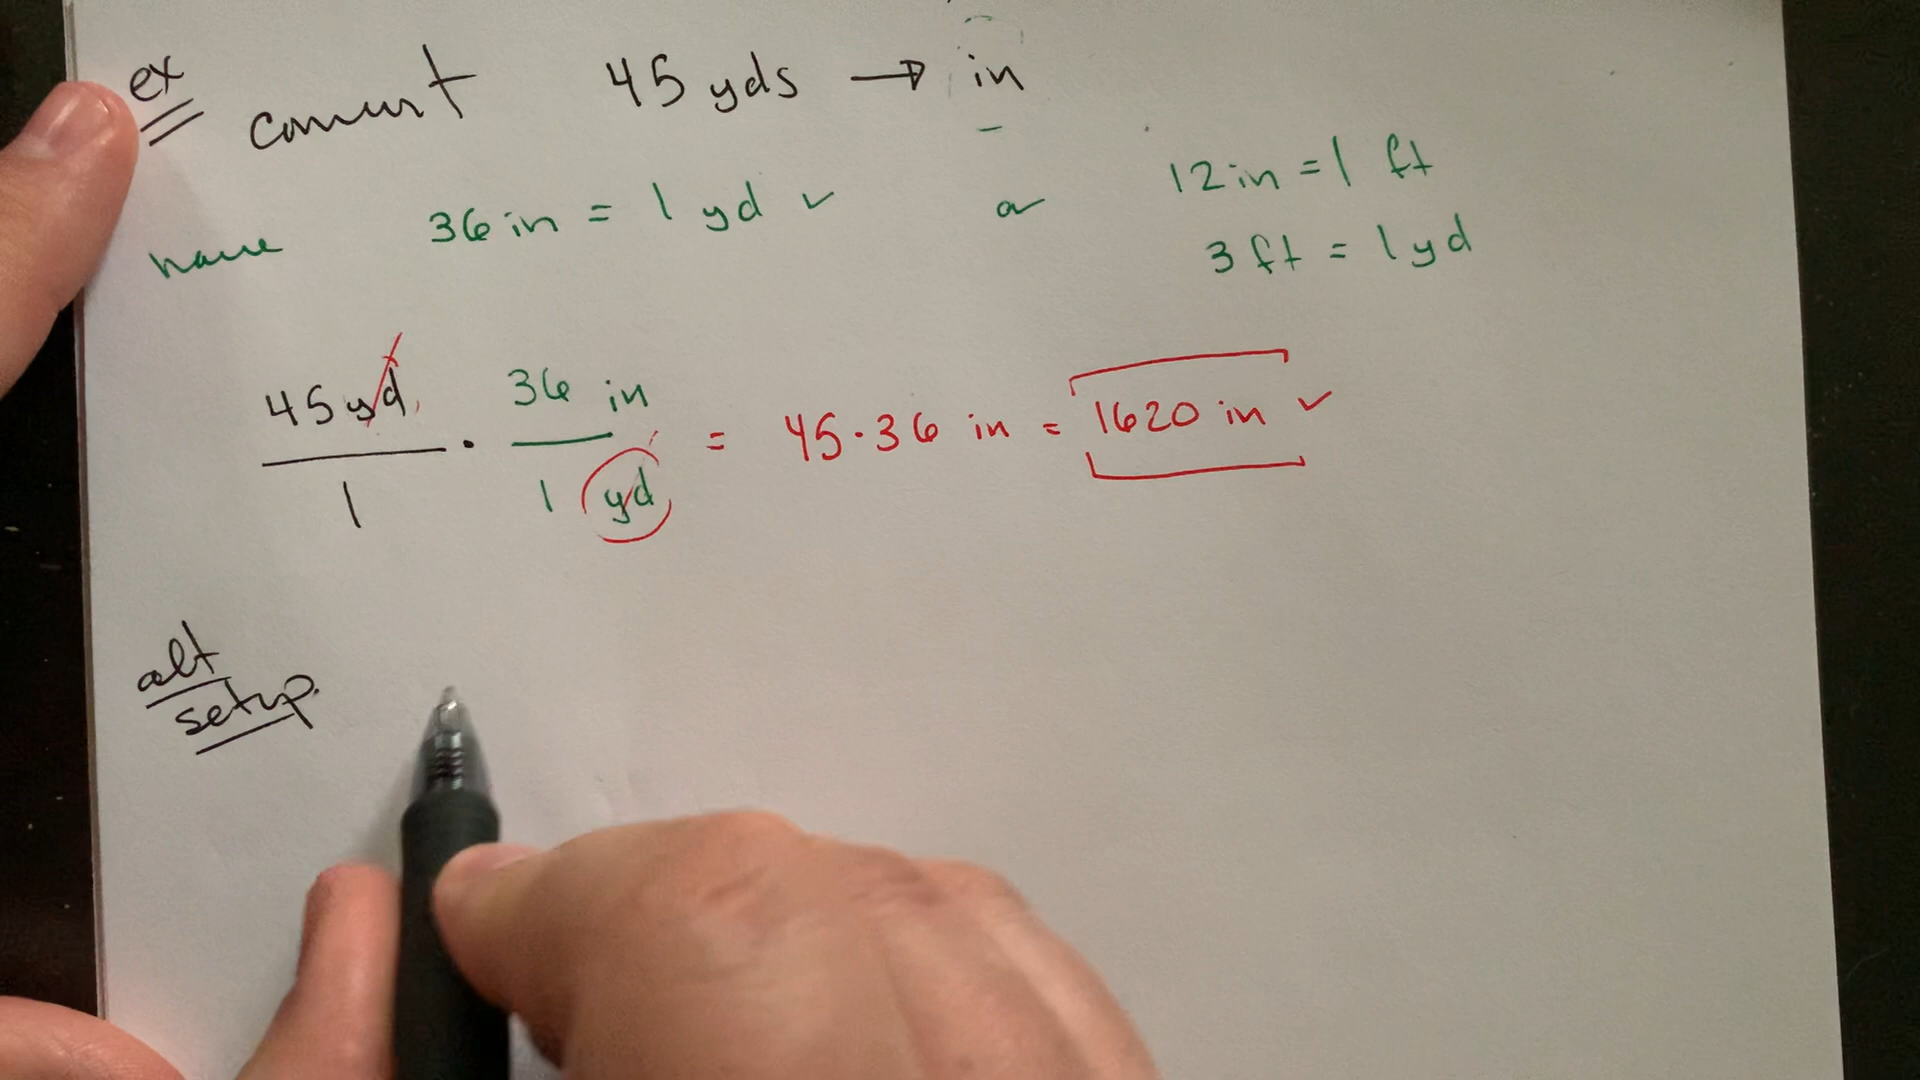 ex convert 45 yds → in
have 36 in = 1 yd ✓ or 12 in = 1 ft
3 ft = 1 yd
45 yd / 1 · 36 in / 1 yd = 45 · 36 in = 1620 in ✓
alt
setup.